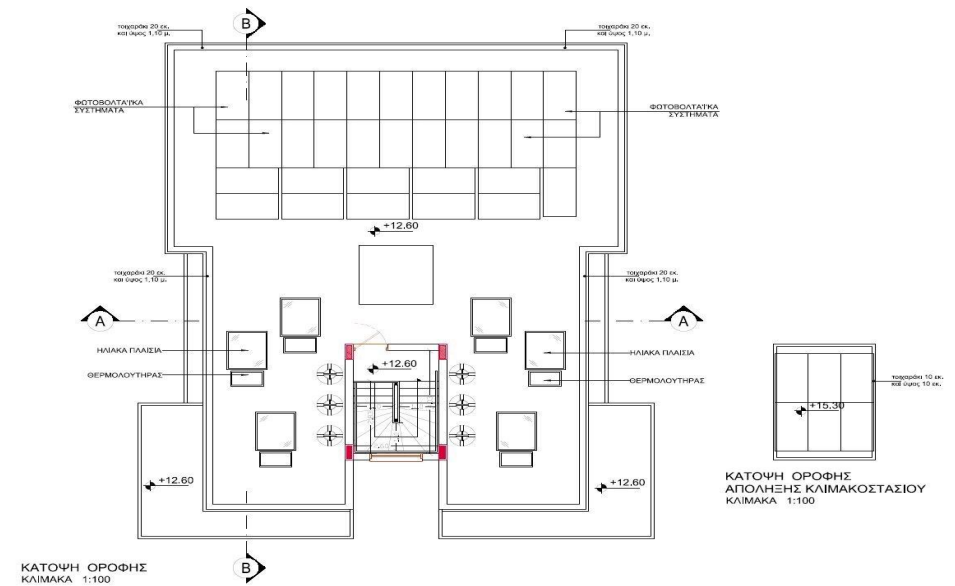 B
τοιχαράκι 20 εκ.
και ύψος 1,10 μ.
τοιχαράκι 20 εκ.
και ύψος 1,10 μ.
ΦΩΤΟΒΟΛΤΑΪΚΑ
ΣΥΣΤΗΜΑΤΑ
ΦΩΤΟΒΟΛΤΑΪΚΑ
ΣΥΣΤΗΜΑΤΑ
+12.60
τοιχαράκι 20 εκ.
και ύψος 1,10 μ.
τοιχαράκι 20 εκ.
και ύψος 1,10 μ.
A
A
ΗΛΙΑΚΑ ΠΛΑΙΣΙΑ
ΗΛΙΑΚΑ ΠΛΑΙΣΙΑ
+12.60
ΘΕΡΜΟΛΟΥΤΗΡΑΣ
ΘΕΡΜΟΛΟΥΤΗΡΑΣ
τοιχαράκι 10 εκ.
και ύψος 10 εκ.
+15.30
+12.60
+12.60
ΚΑΤΟΨΗ ΟΡΟΦΗΣ
ΑΠΟΛΗΞΗΣ ΚΛΙΜΑΚΟΣΤΑΣΙΟΥ
ΚΛΙΜΑΚΑ 1:100
B
ΚΑΤΟΨΗ ΟΡΟΦΗΣ
ΚΛΙΜΑΚΑ 1:100